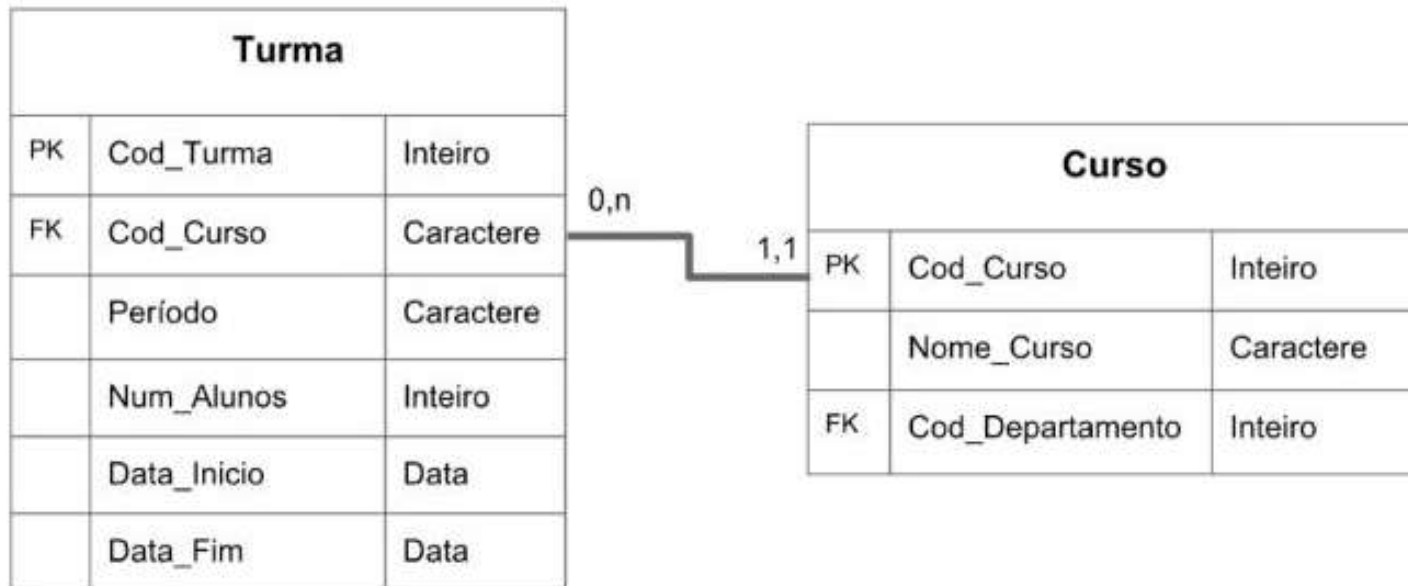 Turma
PK Cod_Turma Inteiro
FK Cod_Curso Caractere
Período Caractere
Num_Alunos Inteiro
Data_Inicio Data
Data_Fim Data
0,n
1,1
Curso
PK Cod_Curso Inteiro
Nome_Curso Caractere
FK Cod_Departamento Inteiro